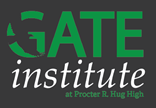 GATE
institute
at Procter R. Hug High